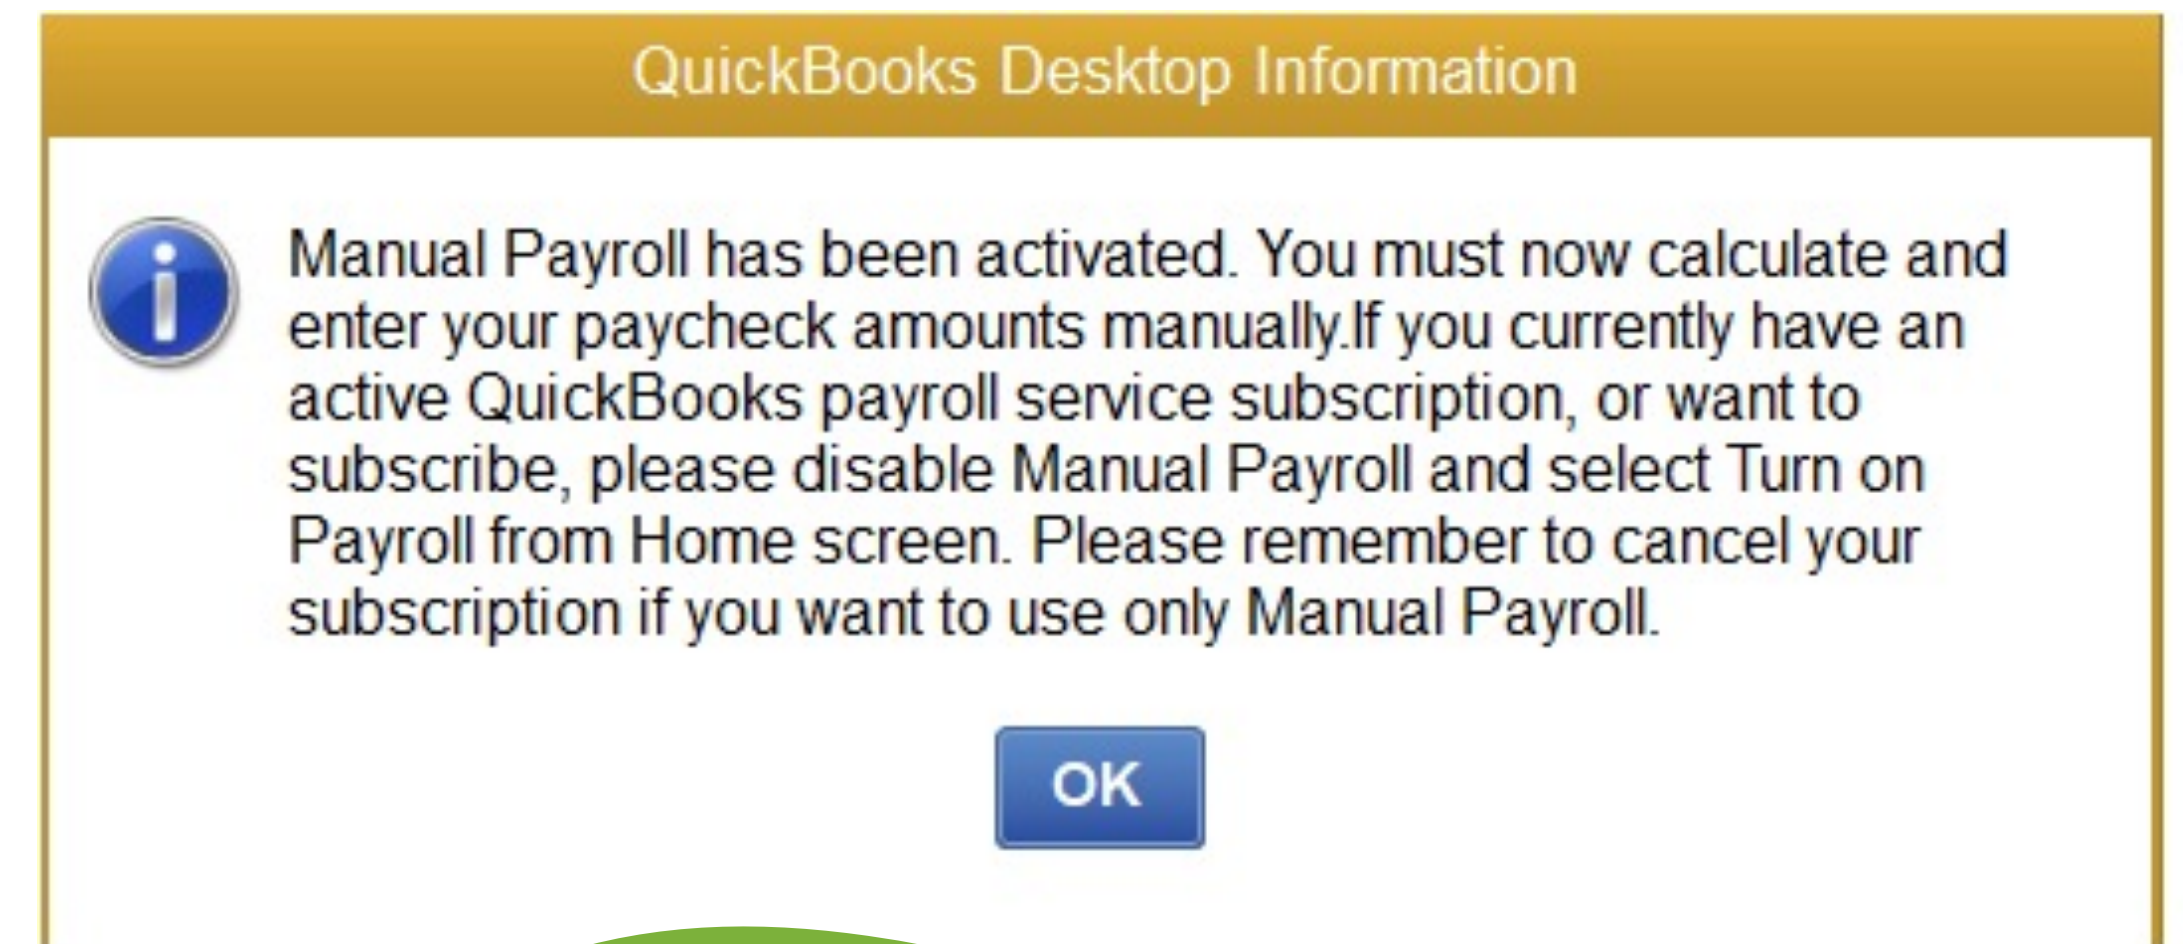 QuickBooks Desktop Information
Manual Payroll has been activated. You must now calculate and
enter your paycheck amounts manually.If you currently have an
active QuickBooks payroll service subscription, or want to
subscribe, please disable Manual Payroll and select Turn on
Payroll from Home screen. Please remember to cancel your
subscription if you want to use only Manual Payroll.
OK